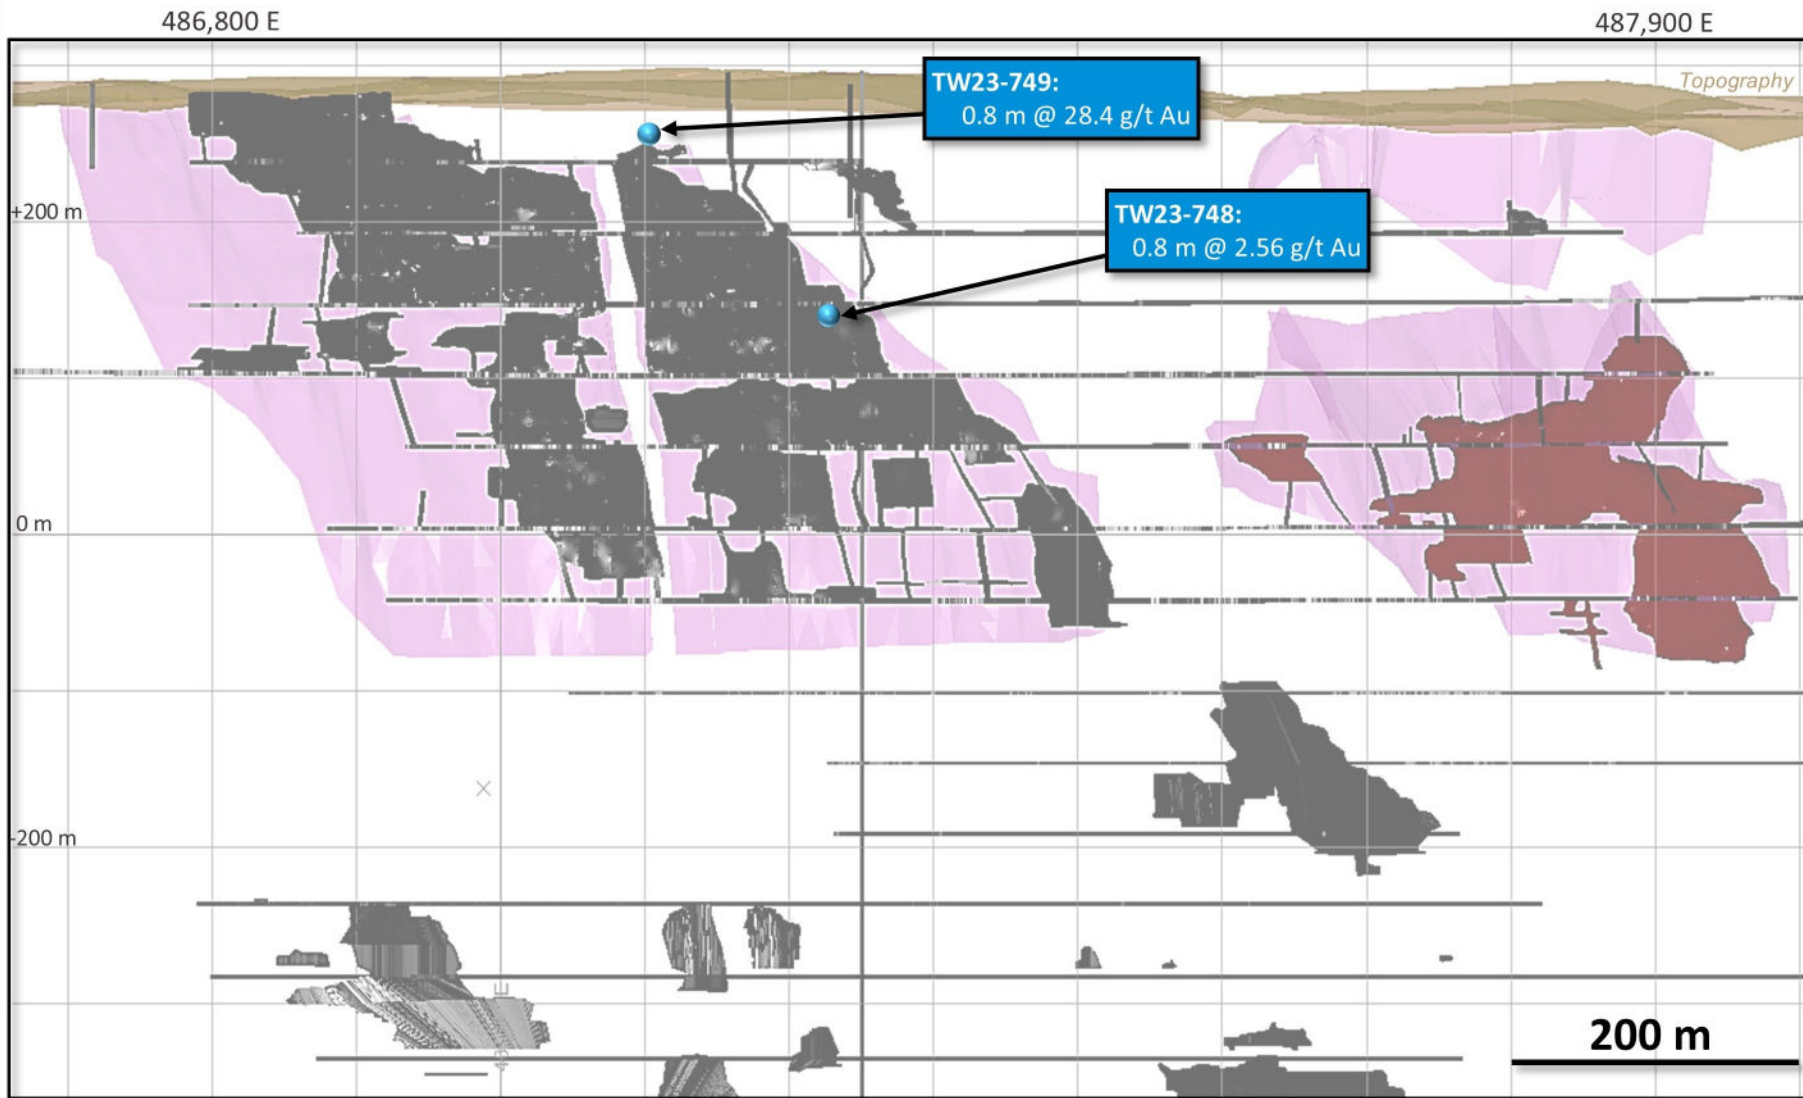 486,800 E
487,900 E
Topography
TW23-749:
0.8 m @ 28.4 g/t Au
+200 m
TW23-748:
0.8 m @ 2.56 g/t Au
0 m
-200 m
200 m